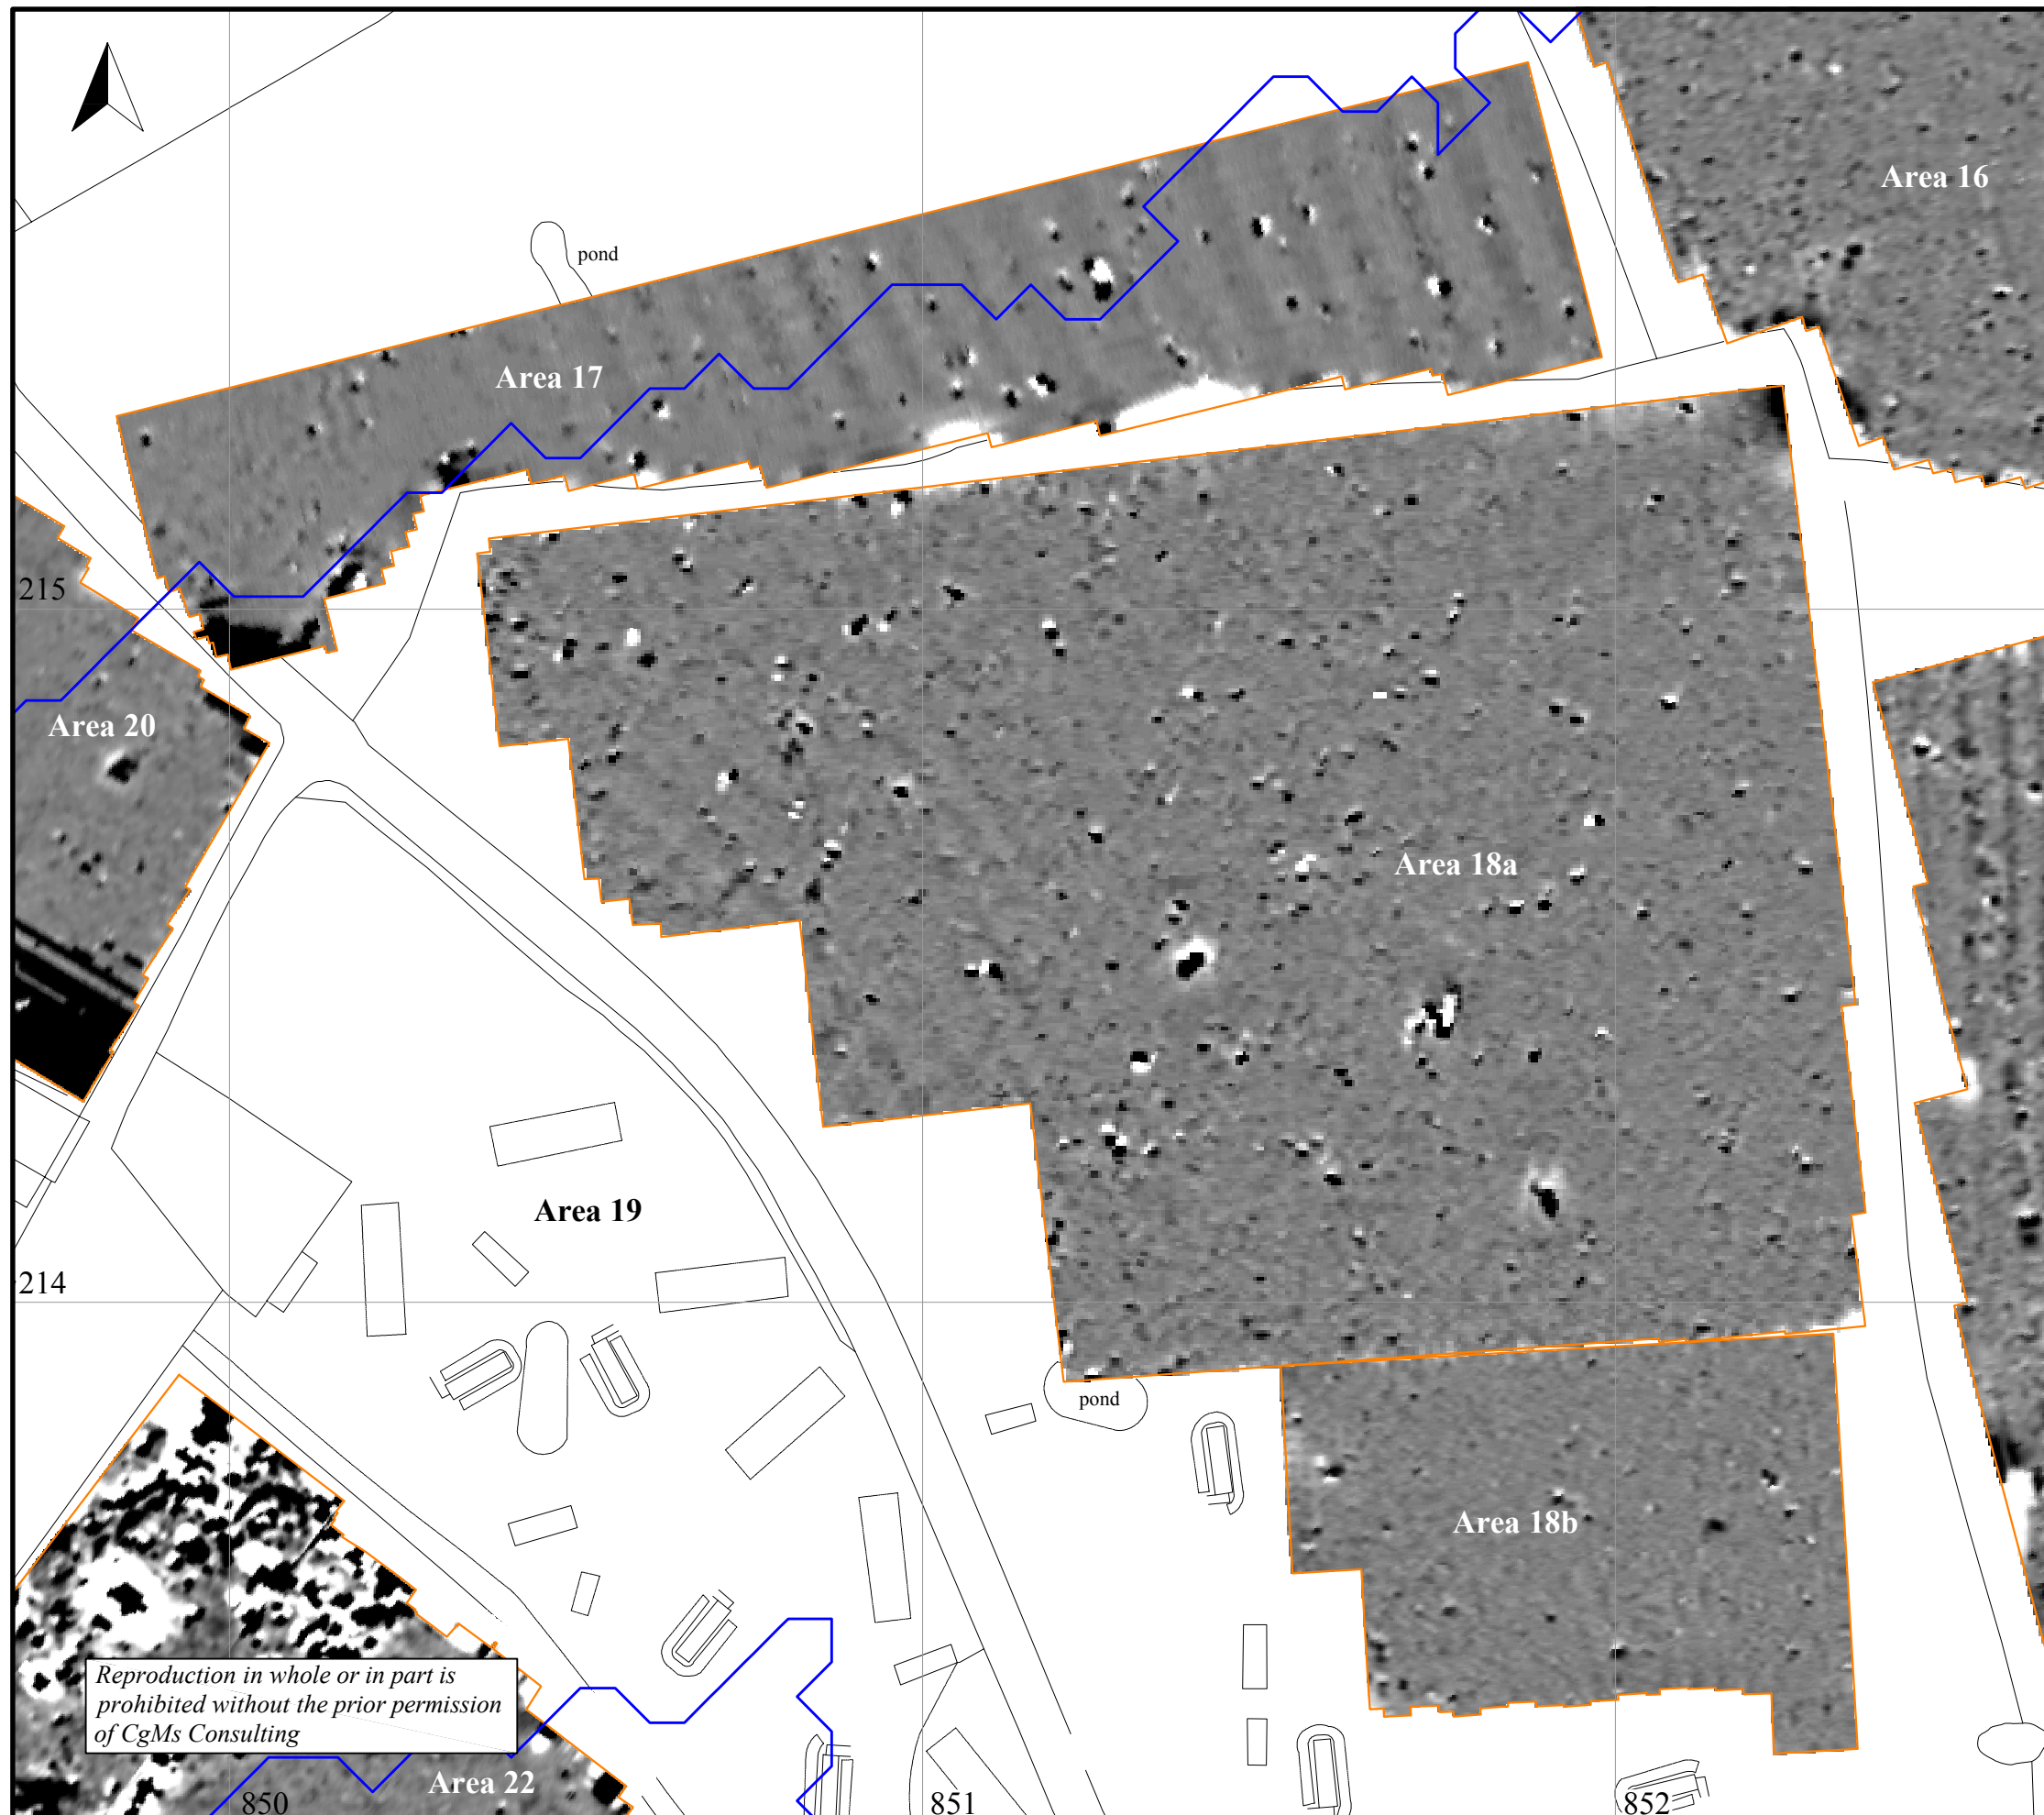 Area 16
pond
Area 17
215
Area 20
Area 18a
Area 19
214
pond
Area 18b
Reproduction in whole or in part is
prohibited without the prior permission
of CgMs Consulting
Area 22
850
851
852